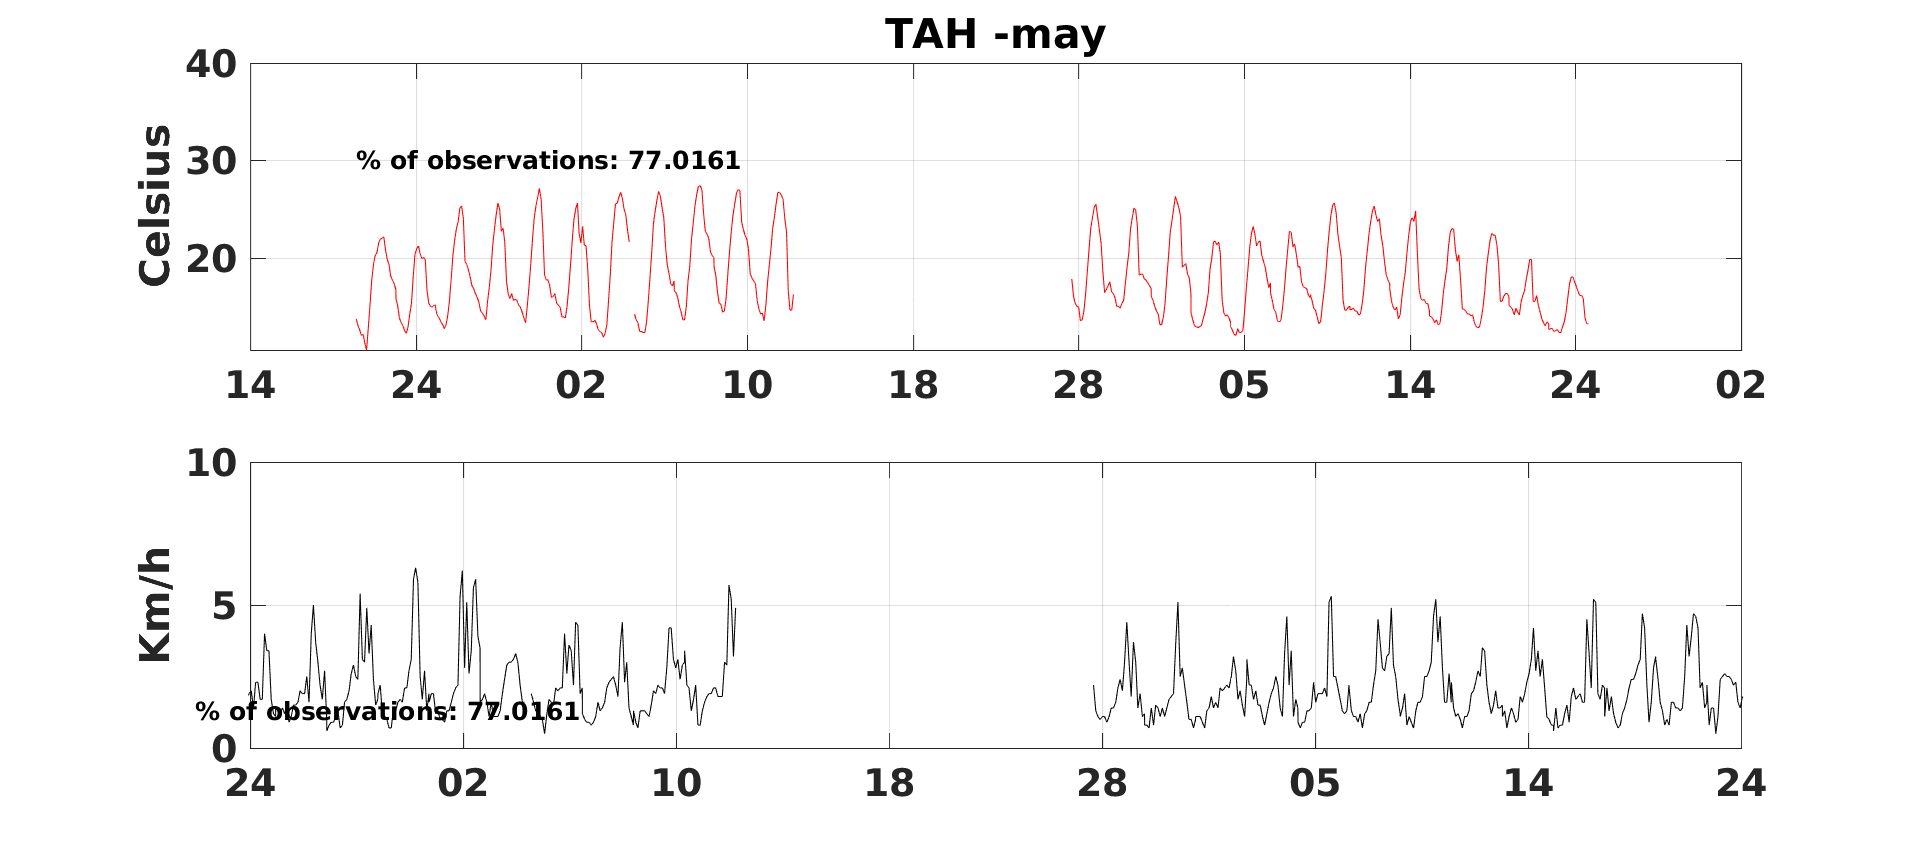 TAH -may
40
30
20
Celsius
% of observations: 77.0161
14 24 02 10 18 28 05 14 24 02
10
5
0
Km/h
% of observations: 77.0161
24 02 10 18 28 05 14 24